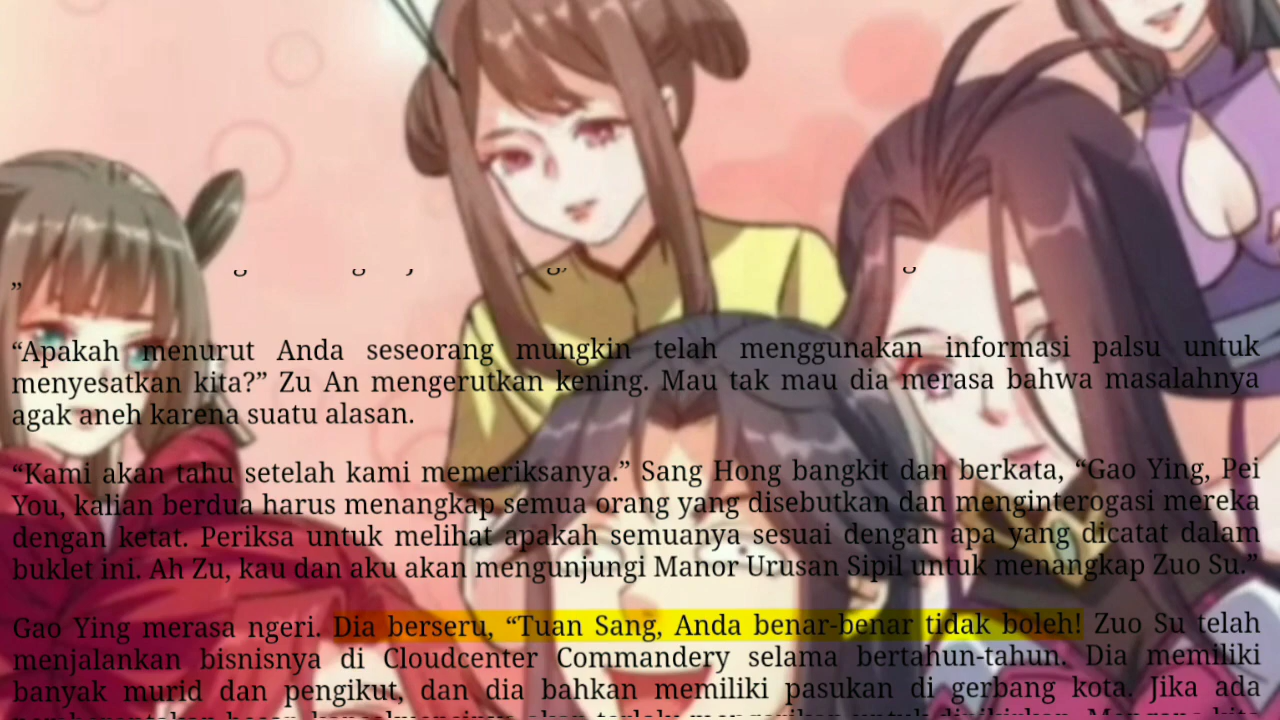 ”
“Apakah menurut Anda seseorang mungkin telah menggunakan informasi palsu untuk
menyesatkan kita?” Zu An mengerutkan kening. Mau tak mau dia merasa bahwa masalahnya
agak aneh karena suatu alasan.
“Kami akan tahu setelah kami memeriksanya.” Sang Hong bangkit dan berkata, “Gao Ying, Pei
You, kalian berdua harus menangkap semua orang yang disebutkan dan menginterogasi mereka
dengan ketat. Periksa untuk melihat apakah semuanya sesuai dengan apa yang dicatat dalam
buklet ini. Ah Zu, kau dan aku akan mengunjungi Manor Urusan Sipil untuk menangkap Zuo Su.”
Gao Ying merasa ngeri. Dia berseru, “Tuan Sang, Anda benar-benar tidak boleh! Zuo Su telah
menjalankan bisnisnya di Cloudcenter Commandery selama bertahun-tahun. Dia memiliki
banyak murid dan pengikut, dan dia bahkan memiliki pasukan di gerbang kota. Jika ada